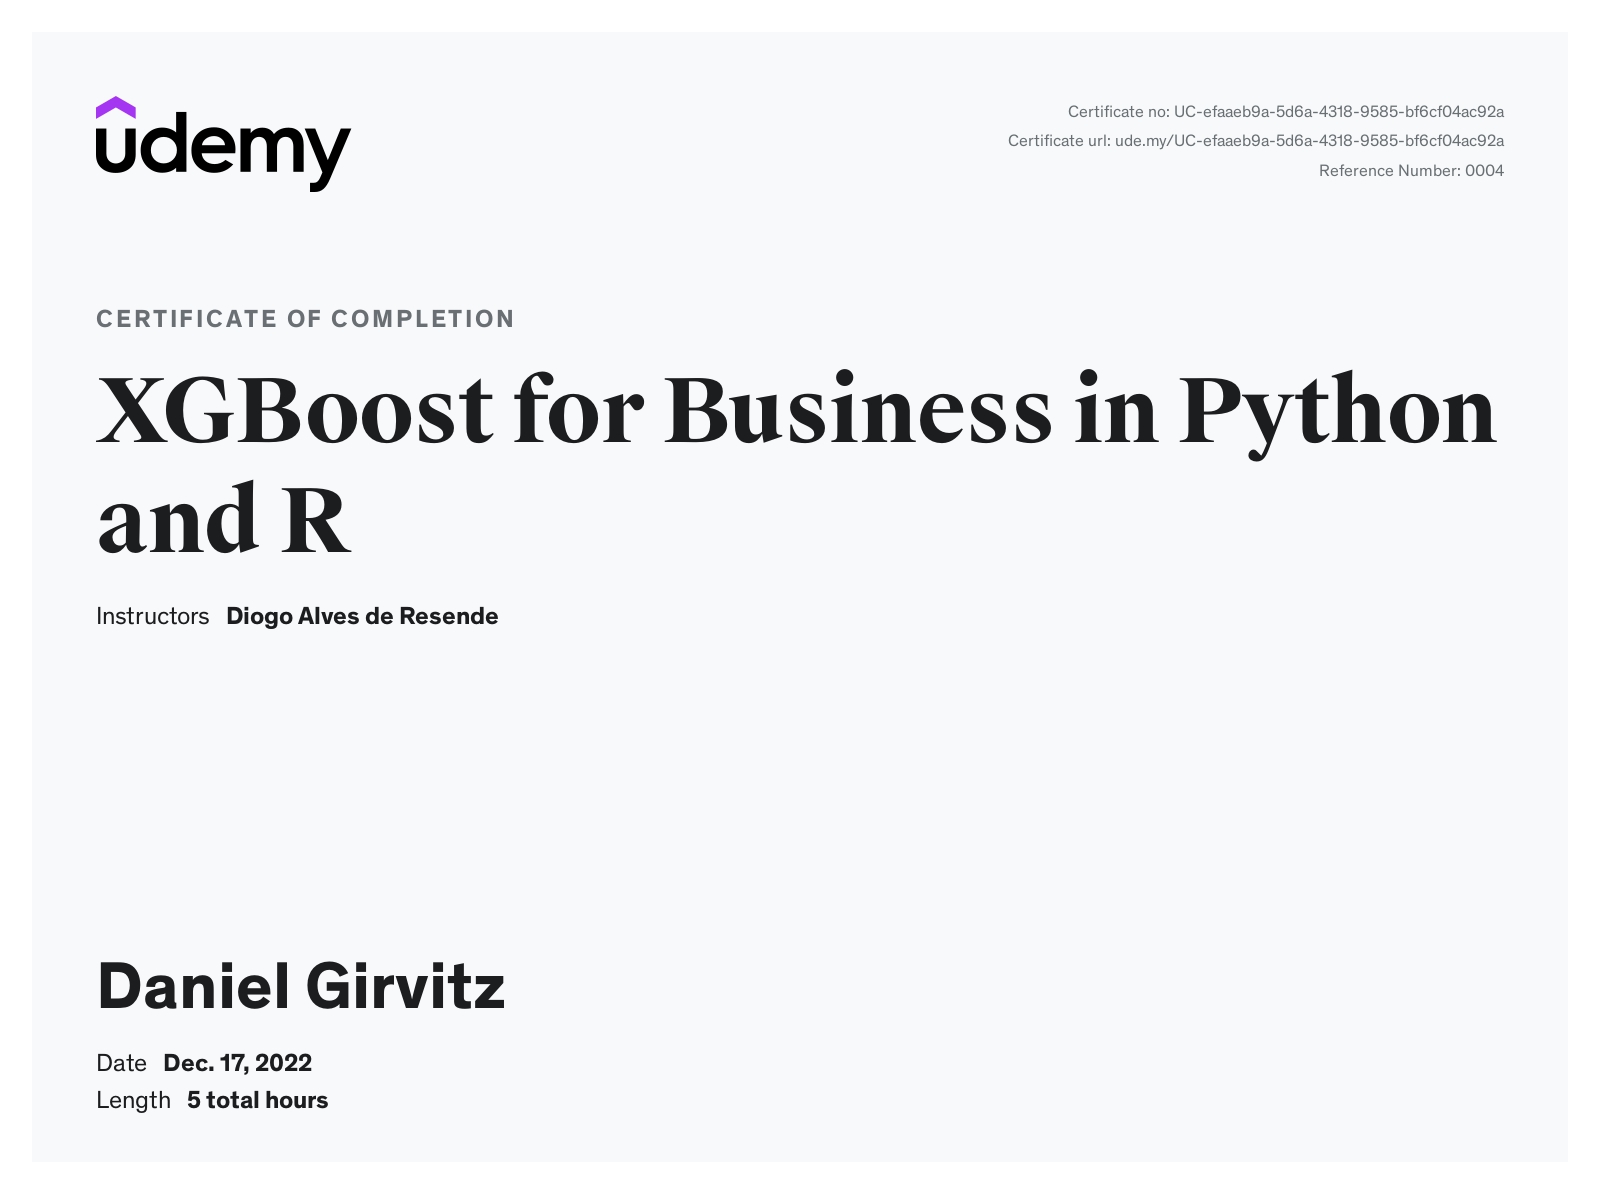 udemy
Certificate no: UC-efaaeb9a-5d6a-4318-9585-bf6cf04ac92a
Certificate url: ude.my/UC-efaaeb9a-5d6a-4318-9585-bf6cf04ac92a
Reference Number: 0004
CERTIFICATE OF COMPLETION
XGBoost for Business in Python
and R
Instructors Diogo Alves de Resende
Daniel Girvitz
Date Dec. 17, 2022
Length 5 total hours